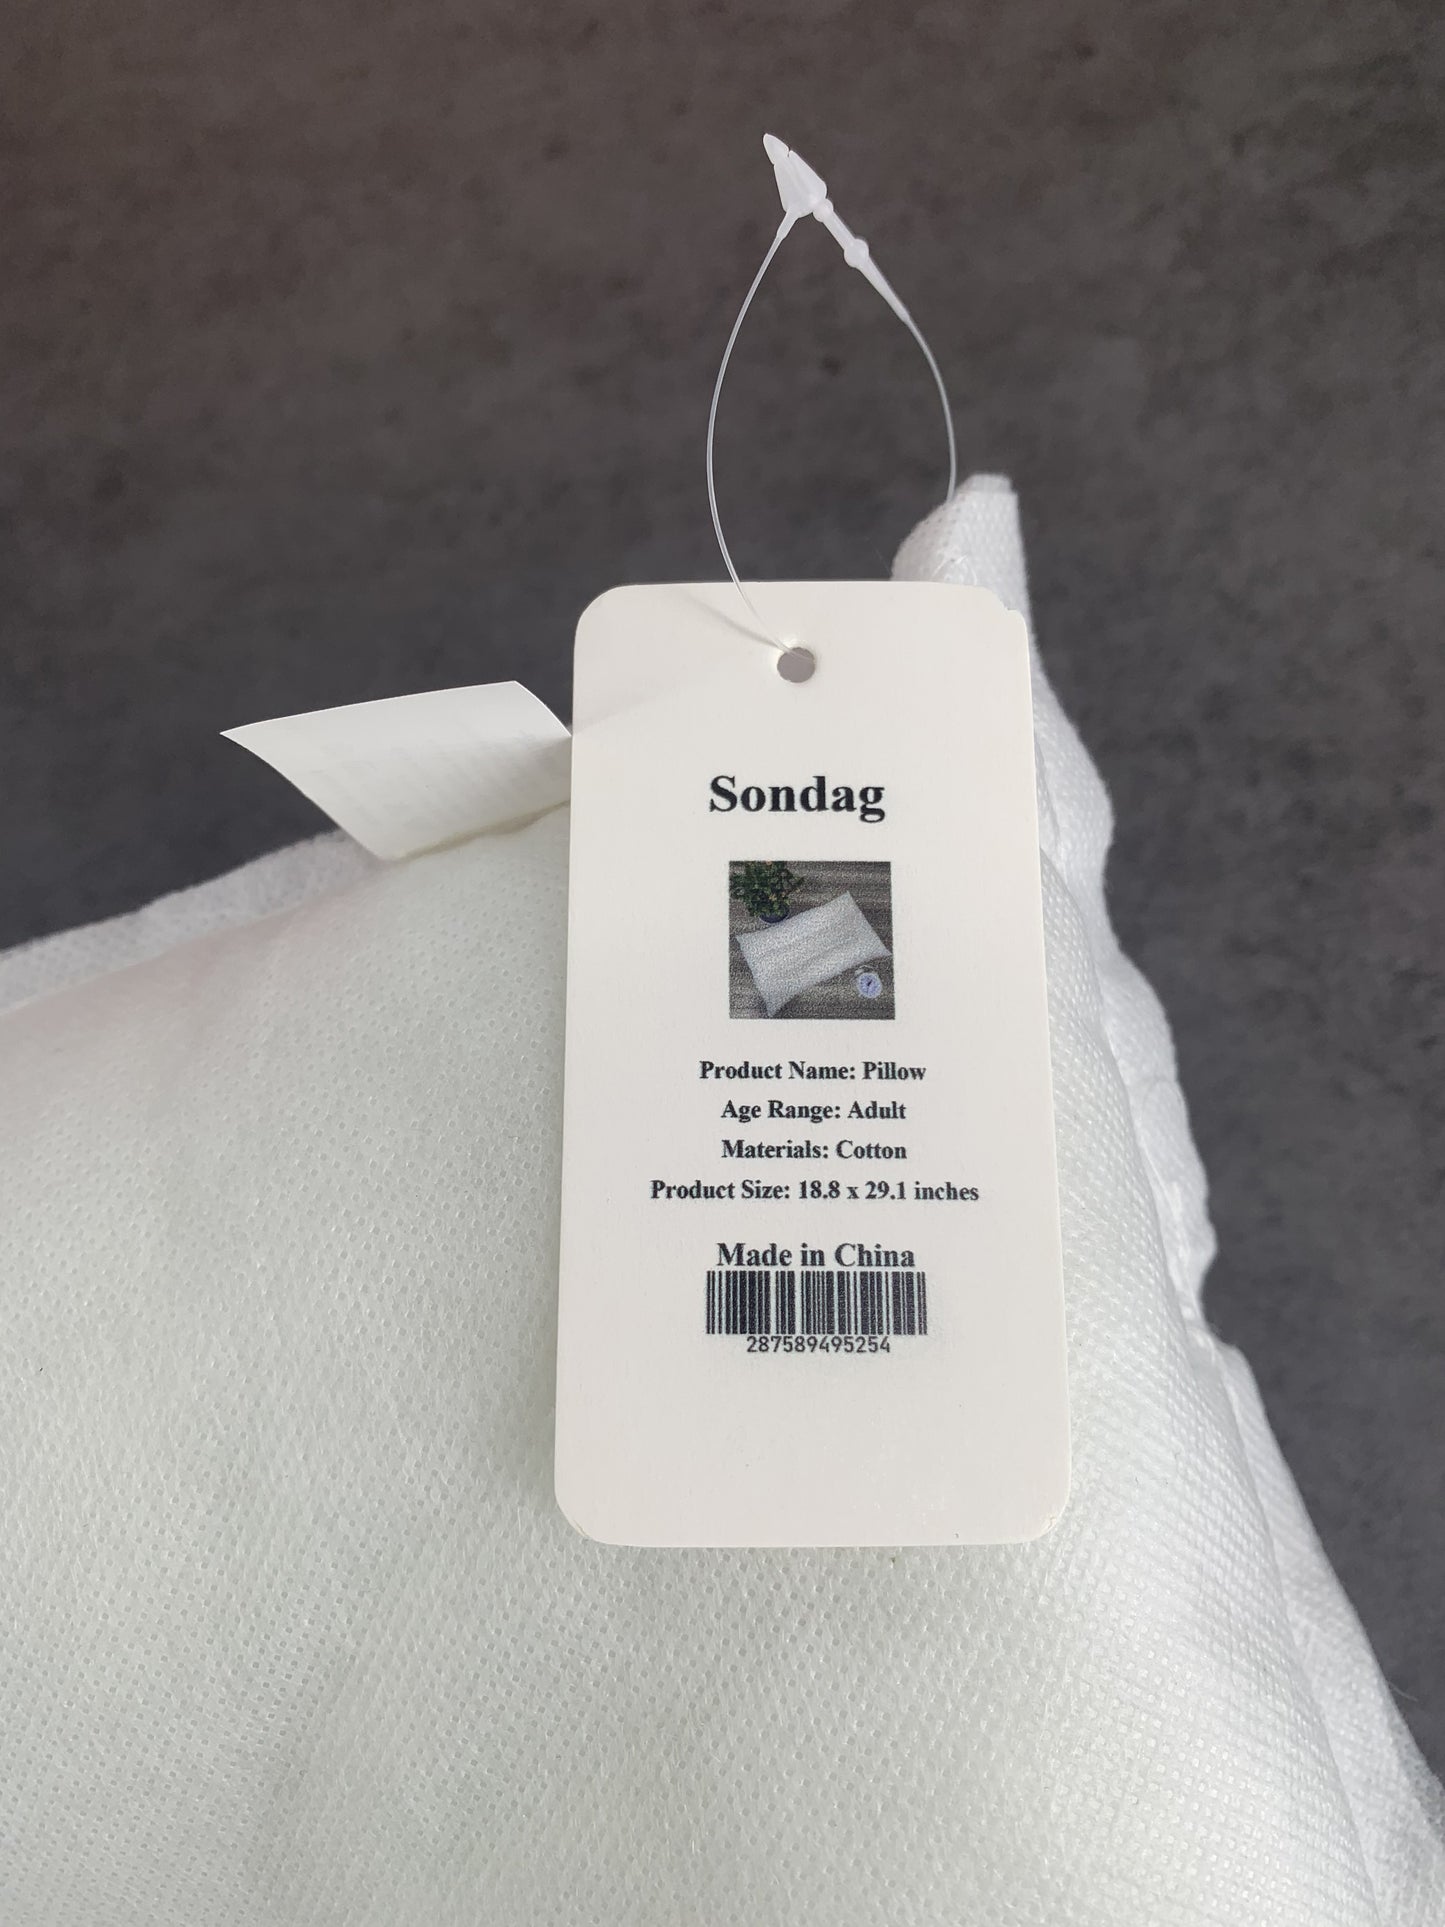 Sondag
Product Name: Pillow
Age Range: Adult
Materials: Cotton
Product Size: 18.8 x 29.1 inches
Made in China
287589495254